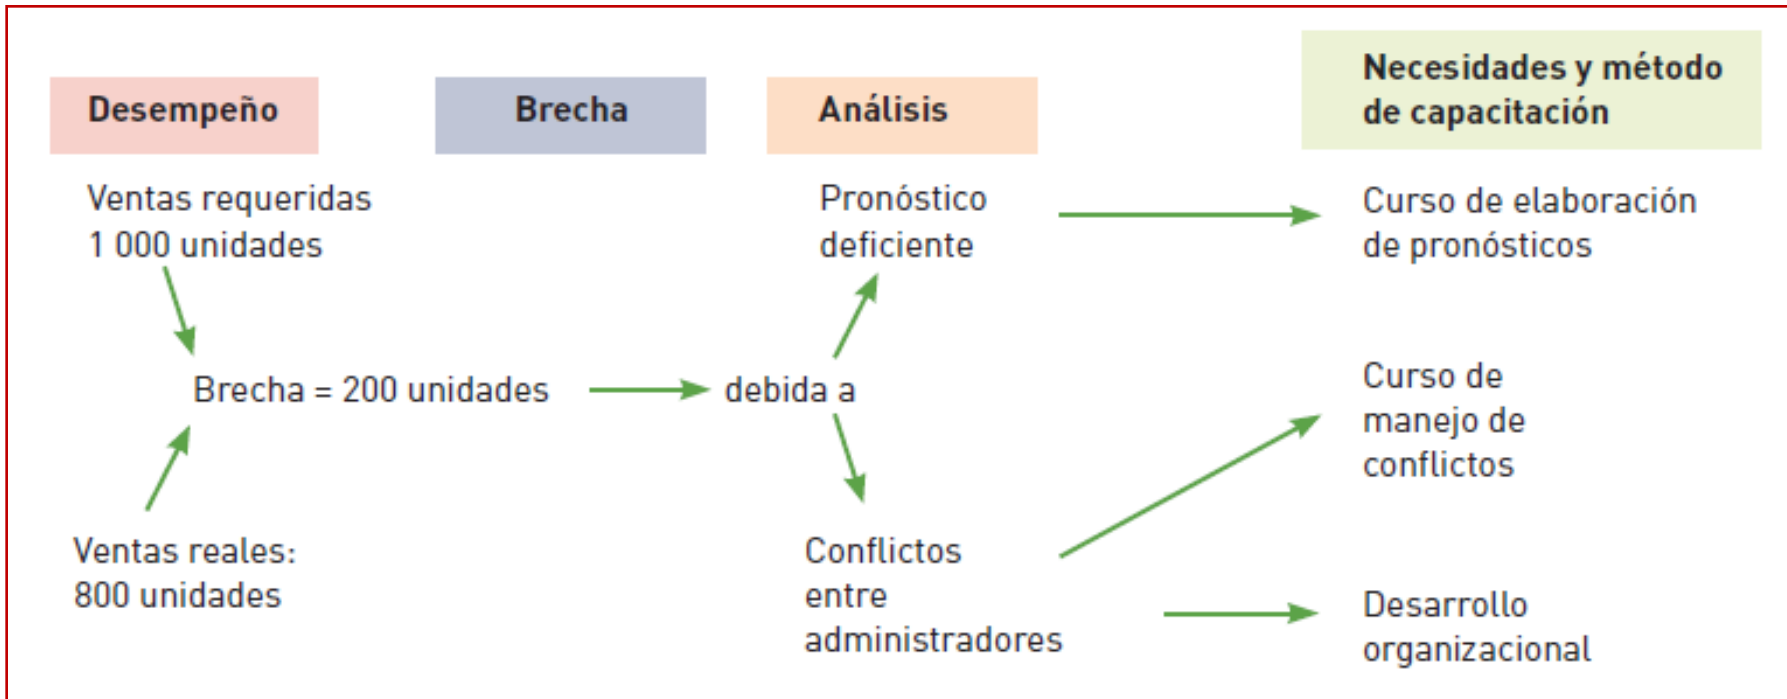 Desempeño
Brecha
Análisis
Necesidades y método
de capacitación
Ventas requeridas
1 000 unidades
Pronóstico
deficiente
Curso de elaboración
de pronósticos
Brecha = 200 unidades
debida a
Curso de
manejo de
conflictos
Ventas reales:
800 unidades
Conflictos
entre
administradores
Desarrollo
organizacional